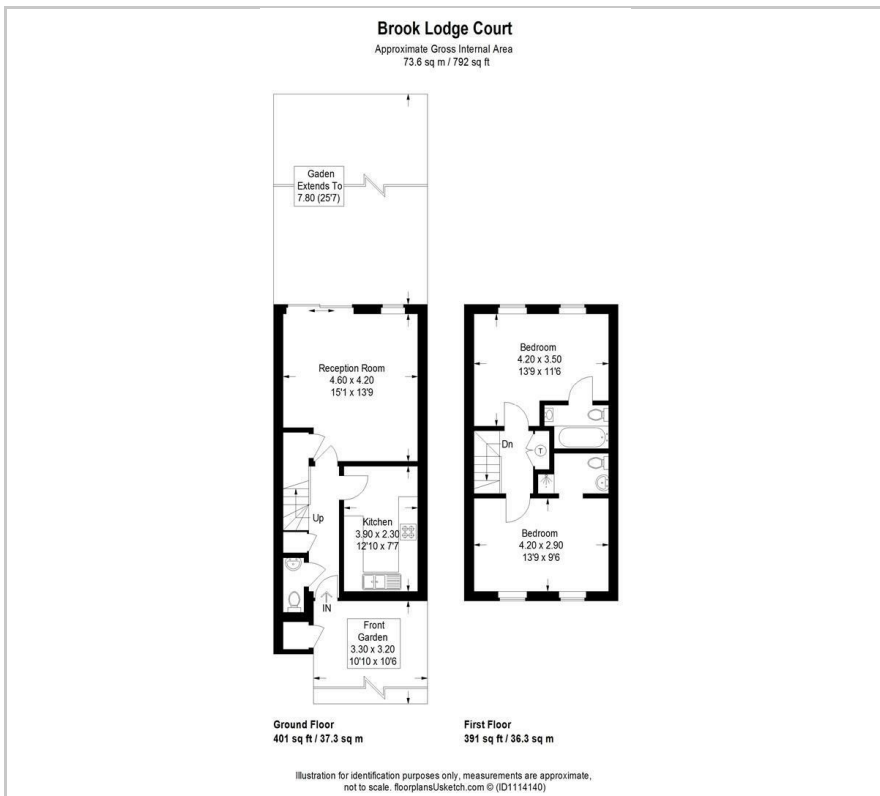 Brook Lodge Court
Approximate Gross Internal Area
73.6 sq m / 792 sq ft
Gaden
Extends To
7.80 (25'7)
Reception Room
4.60 x 4.20
15'1 x 13'9
Up
Kitchen
3.90 x 2.30
12'10 x 7'7
IN
Front
Garden
3.30 x 3.20
10'10 x 10'6
Bedroom
4.20 x 3.50
13'9 x 11'6
Dn
T
Bedroom
4.20 x 2.90
13'9 x 9'6
Ground Floor
401 sq ft / 37.3 sq m
First Floor
391 sq ft / 36.3 sq m
Illustration for identification purposes only, measurements are approximate,
not to scale. floorplansUsketch.com © (ID1114140)